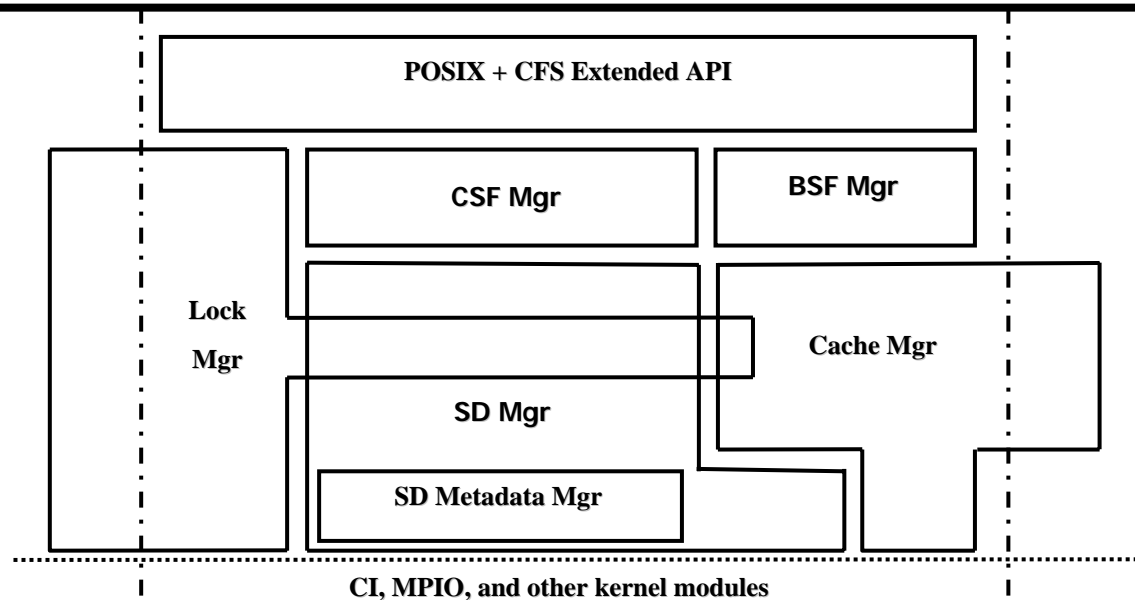 POSIX + CFS Extended API
CSF Mgr
BSF Mgr
Lock
Mgr
Cache Mgr
SD Mgr
SD Metadata Mgr
CI, MPIO, and other kernel modules